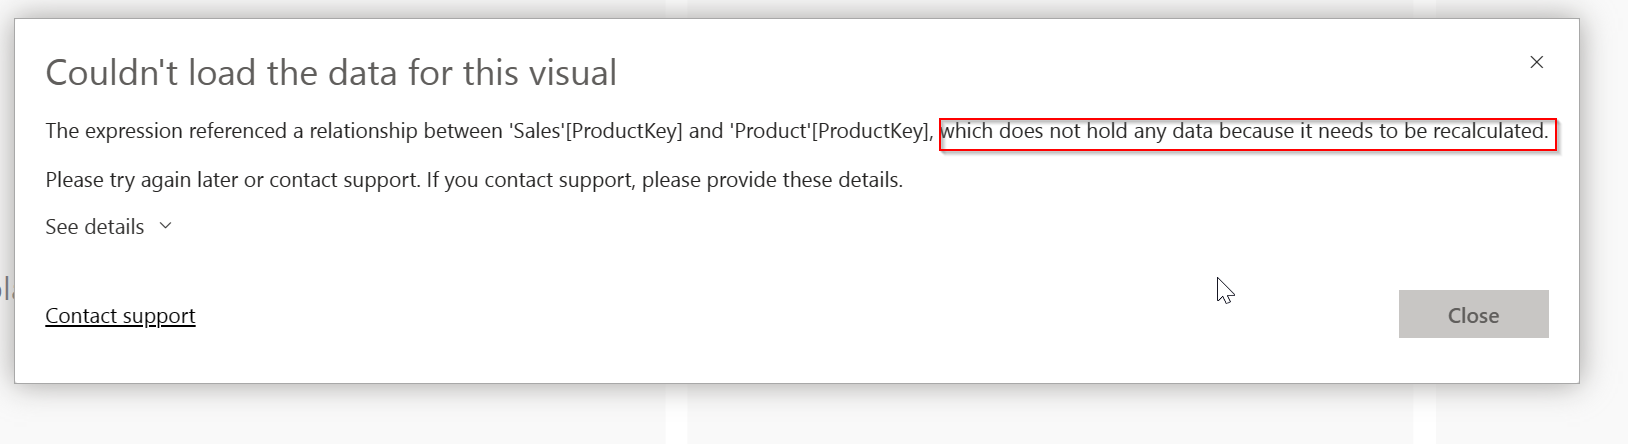 Couldn't load the data for this visual
The expression referenced a relationship between 'Sales'[ProductKey] and 'Product'[ProductKey], which does not hold any data because it needs to be recalculated.
Please try again later or contact support. If you contact support, please provide these details.
See details
Contact support
Close